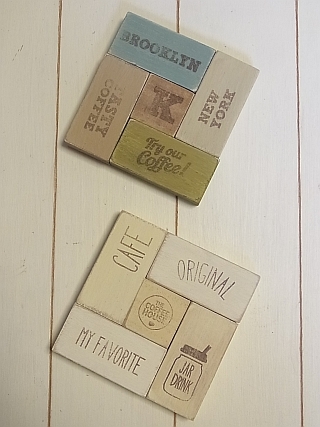 BROOKLYN
NEW
YORK
K
TASTY
COFFEE
Try our
Coffee!
CAFE
ORIGINAL
THE
COFFEE
HOUSE
MY FAVORITE
JAR
DRINK